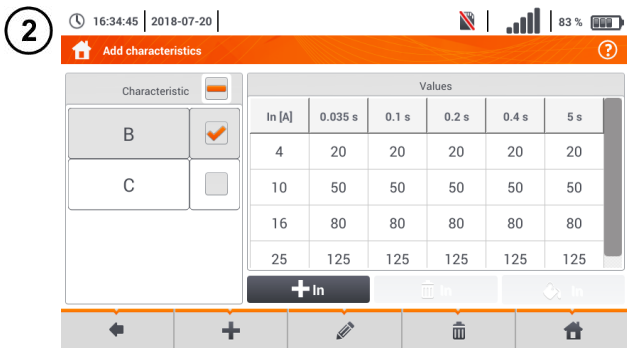 2
16:34:45 2018-07-20 83 %
Add characteristics ?
Characteristic
Values
In [A] 0.035 s 0.1 s 0.2 s 0.4 s 5 s
B
4 20 20 20 20 20
C
10 50 50 50 50 50
16 80 80 80 80 80
25 125 125 125 125 125
In In In